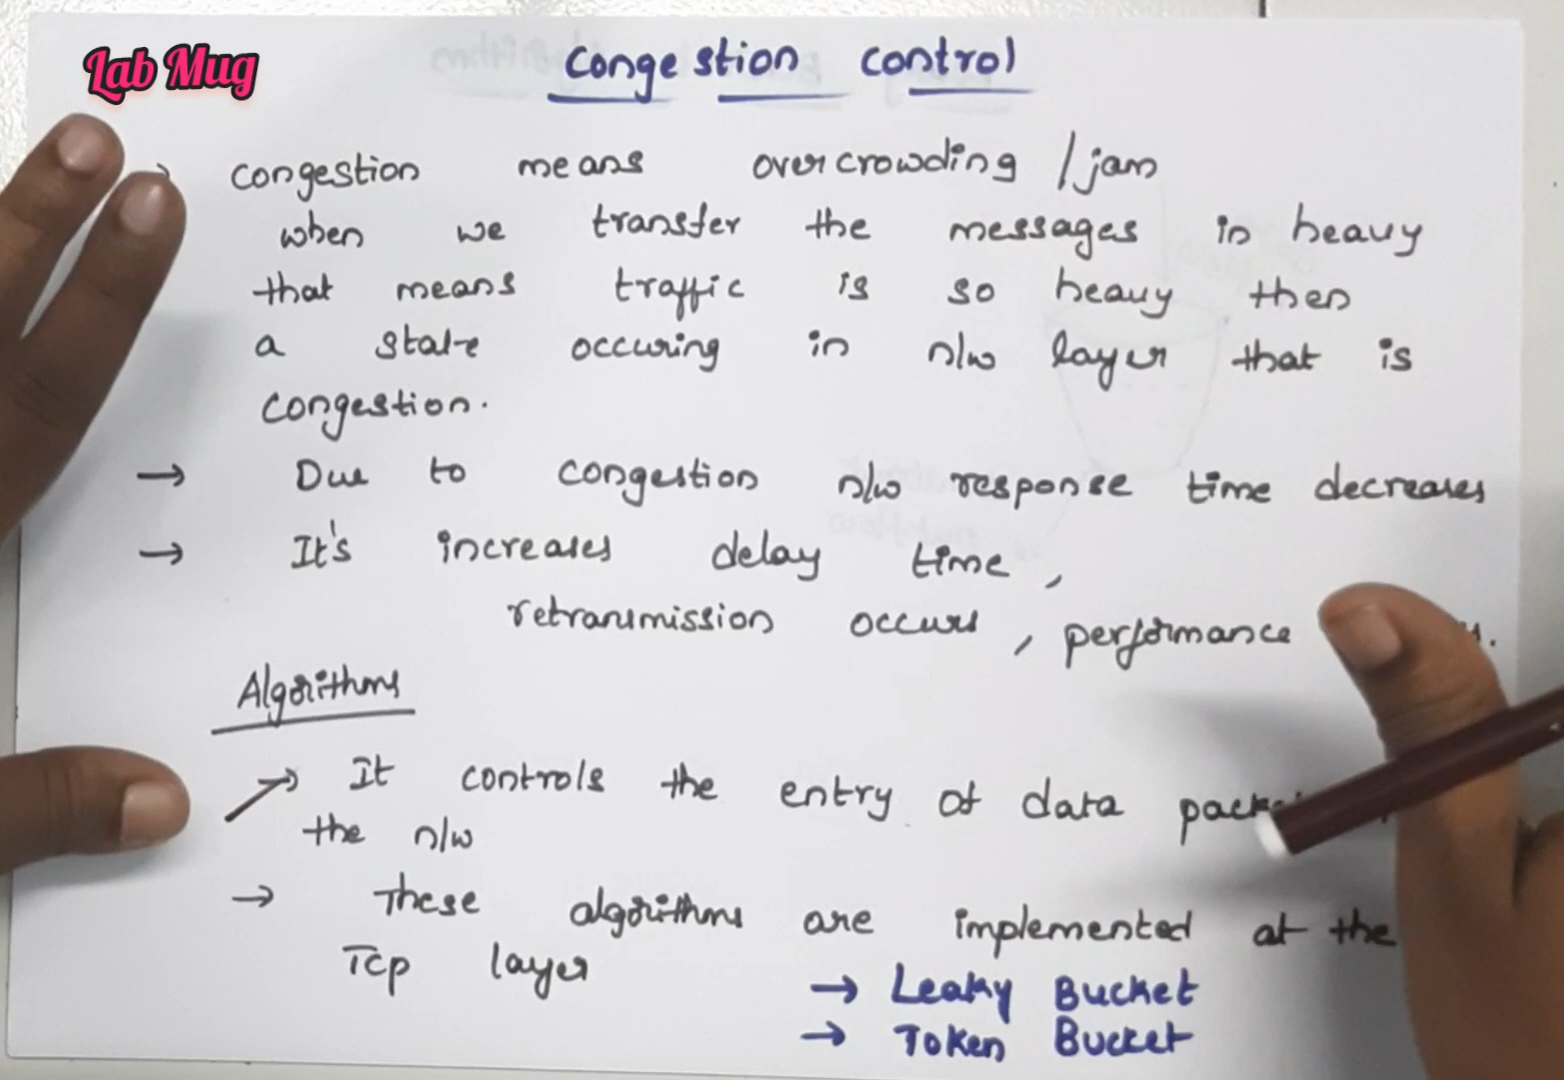 Lab Mug
congestion control
congestion means overcrowding / jam
when we transfer the messages in heavy
that means traffic is so heavy then
a state occuring in n/w layer that is
congestion.
→ Due to congestion n/w response time decreases
→ It's increases delay time,
retransmission occurs, performance
Algorithms
→ It controls the entry of data
the n/w
→ These algorithms are implemented at the
Tcp layer
→ Leaky Bucket
→ Token Bucket